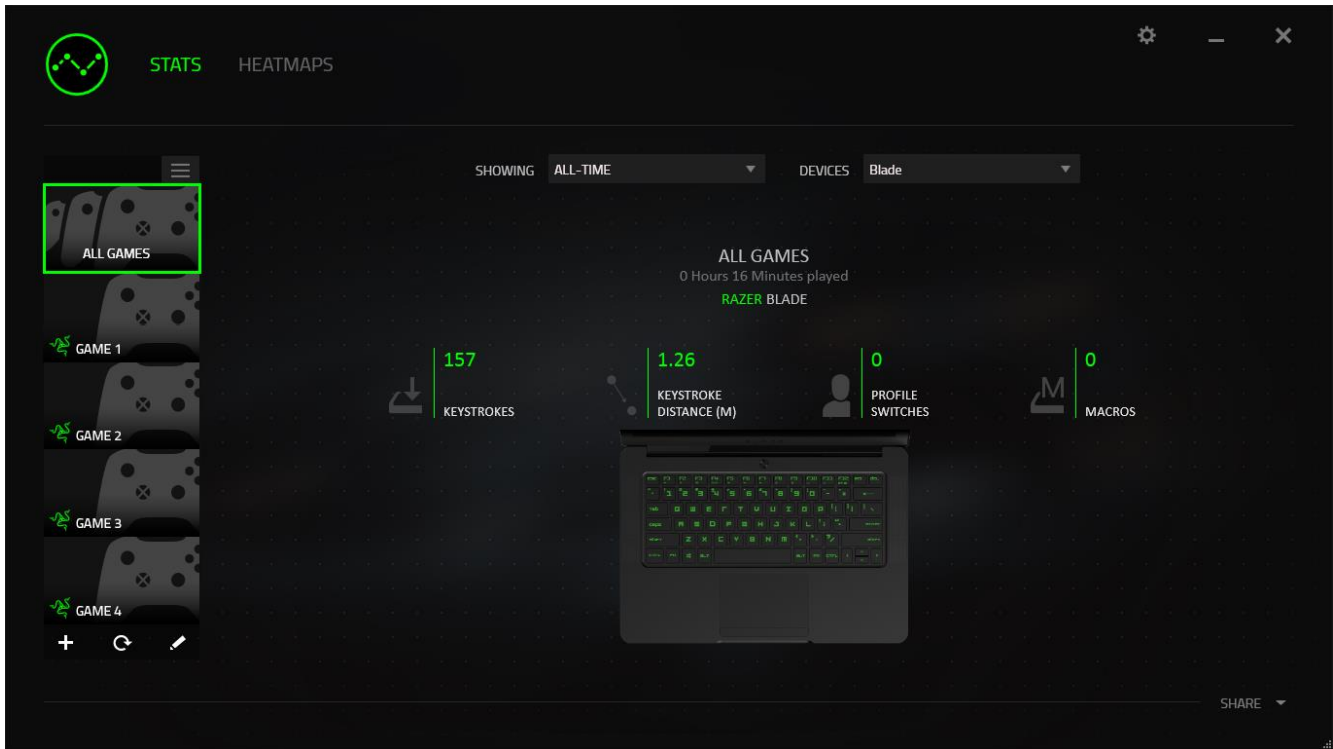 STATS HEATMAPS
SHOWING ALL-TIME DEVICES Blade
ALL GAMES
GAME 1
GAME 2
GAME 3
GAME 4
ALL GAMES
0 Hours 16 Minutes played
RAZER BLADE
157
KEYSTROKES
1.26
KEYSTROKE
DISTANCE (M)
0
PROFILE
SWITCHES
M
0
MACROS
SHARE